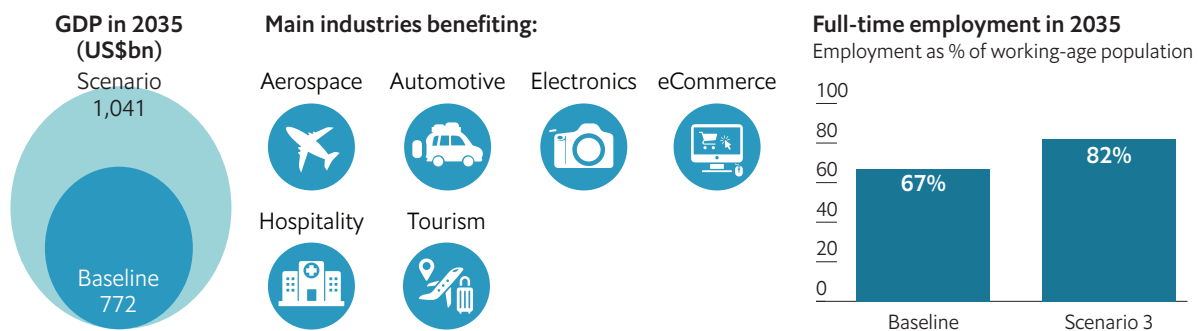 GDP in 2035
(US$bn)
Scenario
1,041
Baseline
772
Main industries benefiting:
Aerospace
Automotive
Electronics
eCommerce
Hospitality
Tourism
Full-time employment in 2035
Employment as % of working-age population
100
80
60
40
20
0
67%
82%
Baseline
Scenario 3